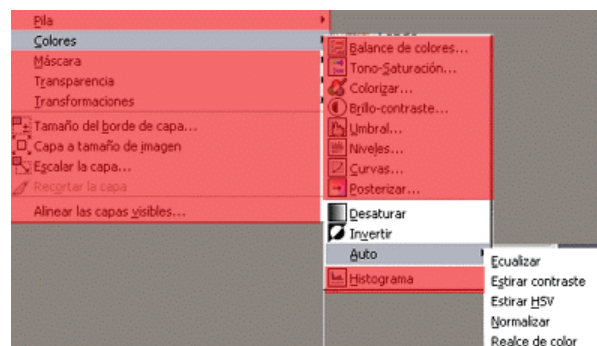 Pila
Colores
Máscara
Transparencia
Transformaciones
Tamaño del borde de capa...
Capa a tamaño de imagen
Escalar la capa...
Recortar la capa
Alinear las capas visibles...
Balance de colores...
Tono-Saturación...
Colorizar...
Brillo-contraste...
Umbral...
Niveles...
Curvas...
Posterizar...
Desaturar
Invertir
Auto
Histograma
Ecualizar
Estirar contraste
Estirar HSV
Normalizar
Realce de color